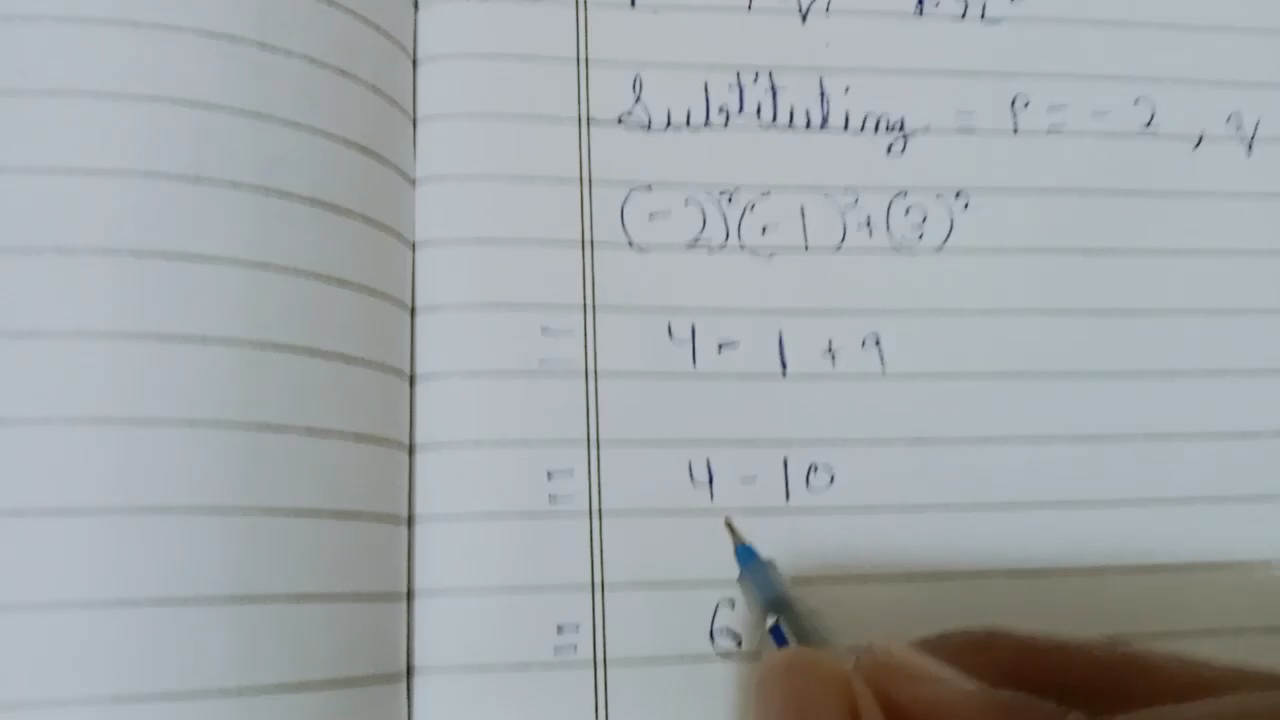 Substituting = P = -2, q
(-2)²(-1)²+(3)²
= 4 - 1 + 9
= 4 - 10
= 6